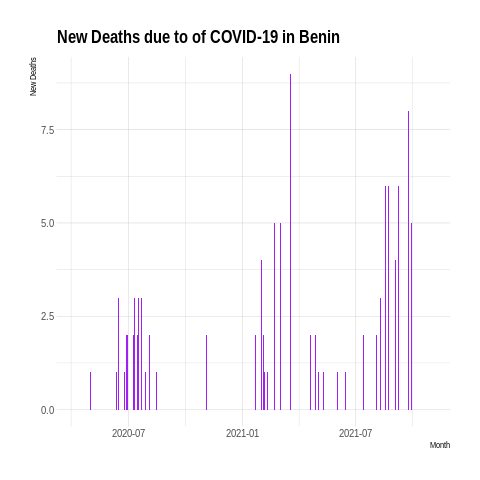 New Deaths due to of COVID-19 in Benin
New Deaths
7.5
5.0
2.5
0.0
2020-07
2021-01
2021-07
Month